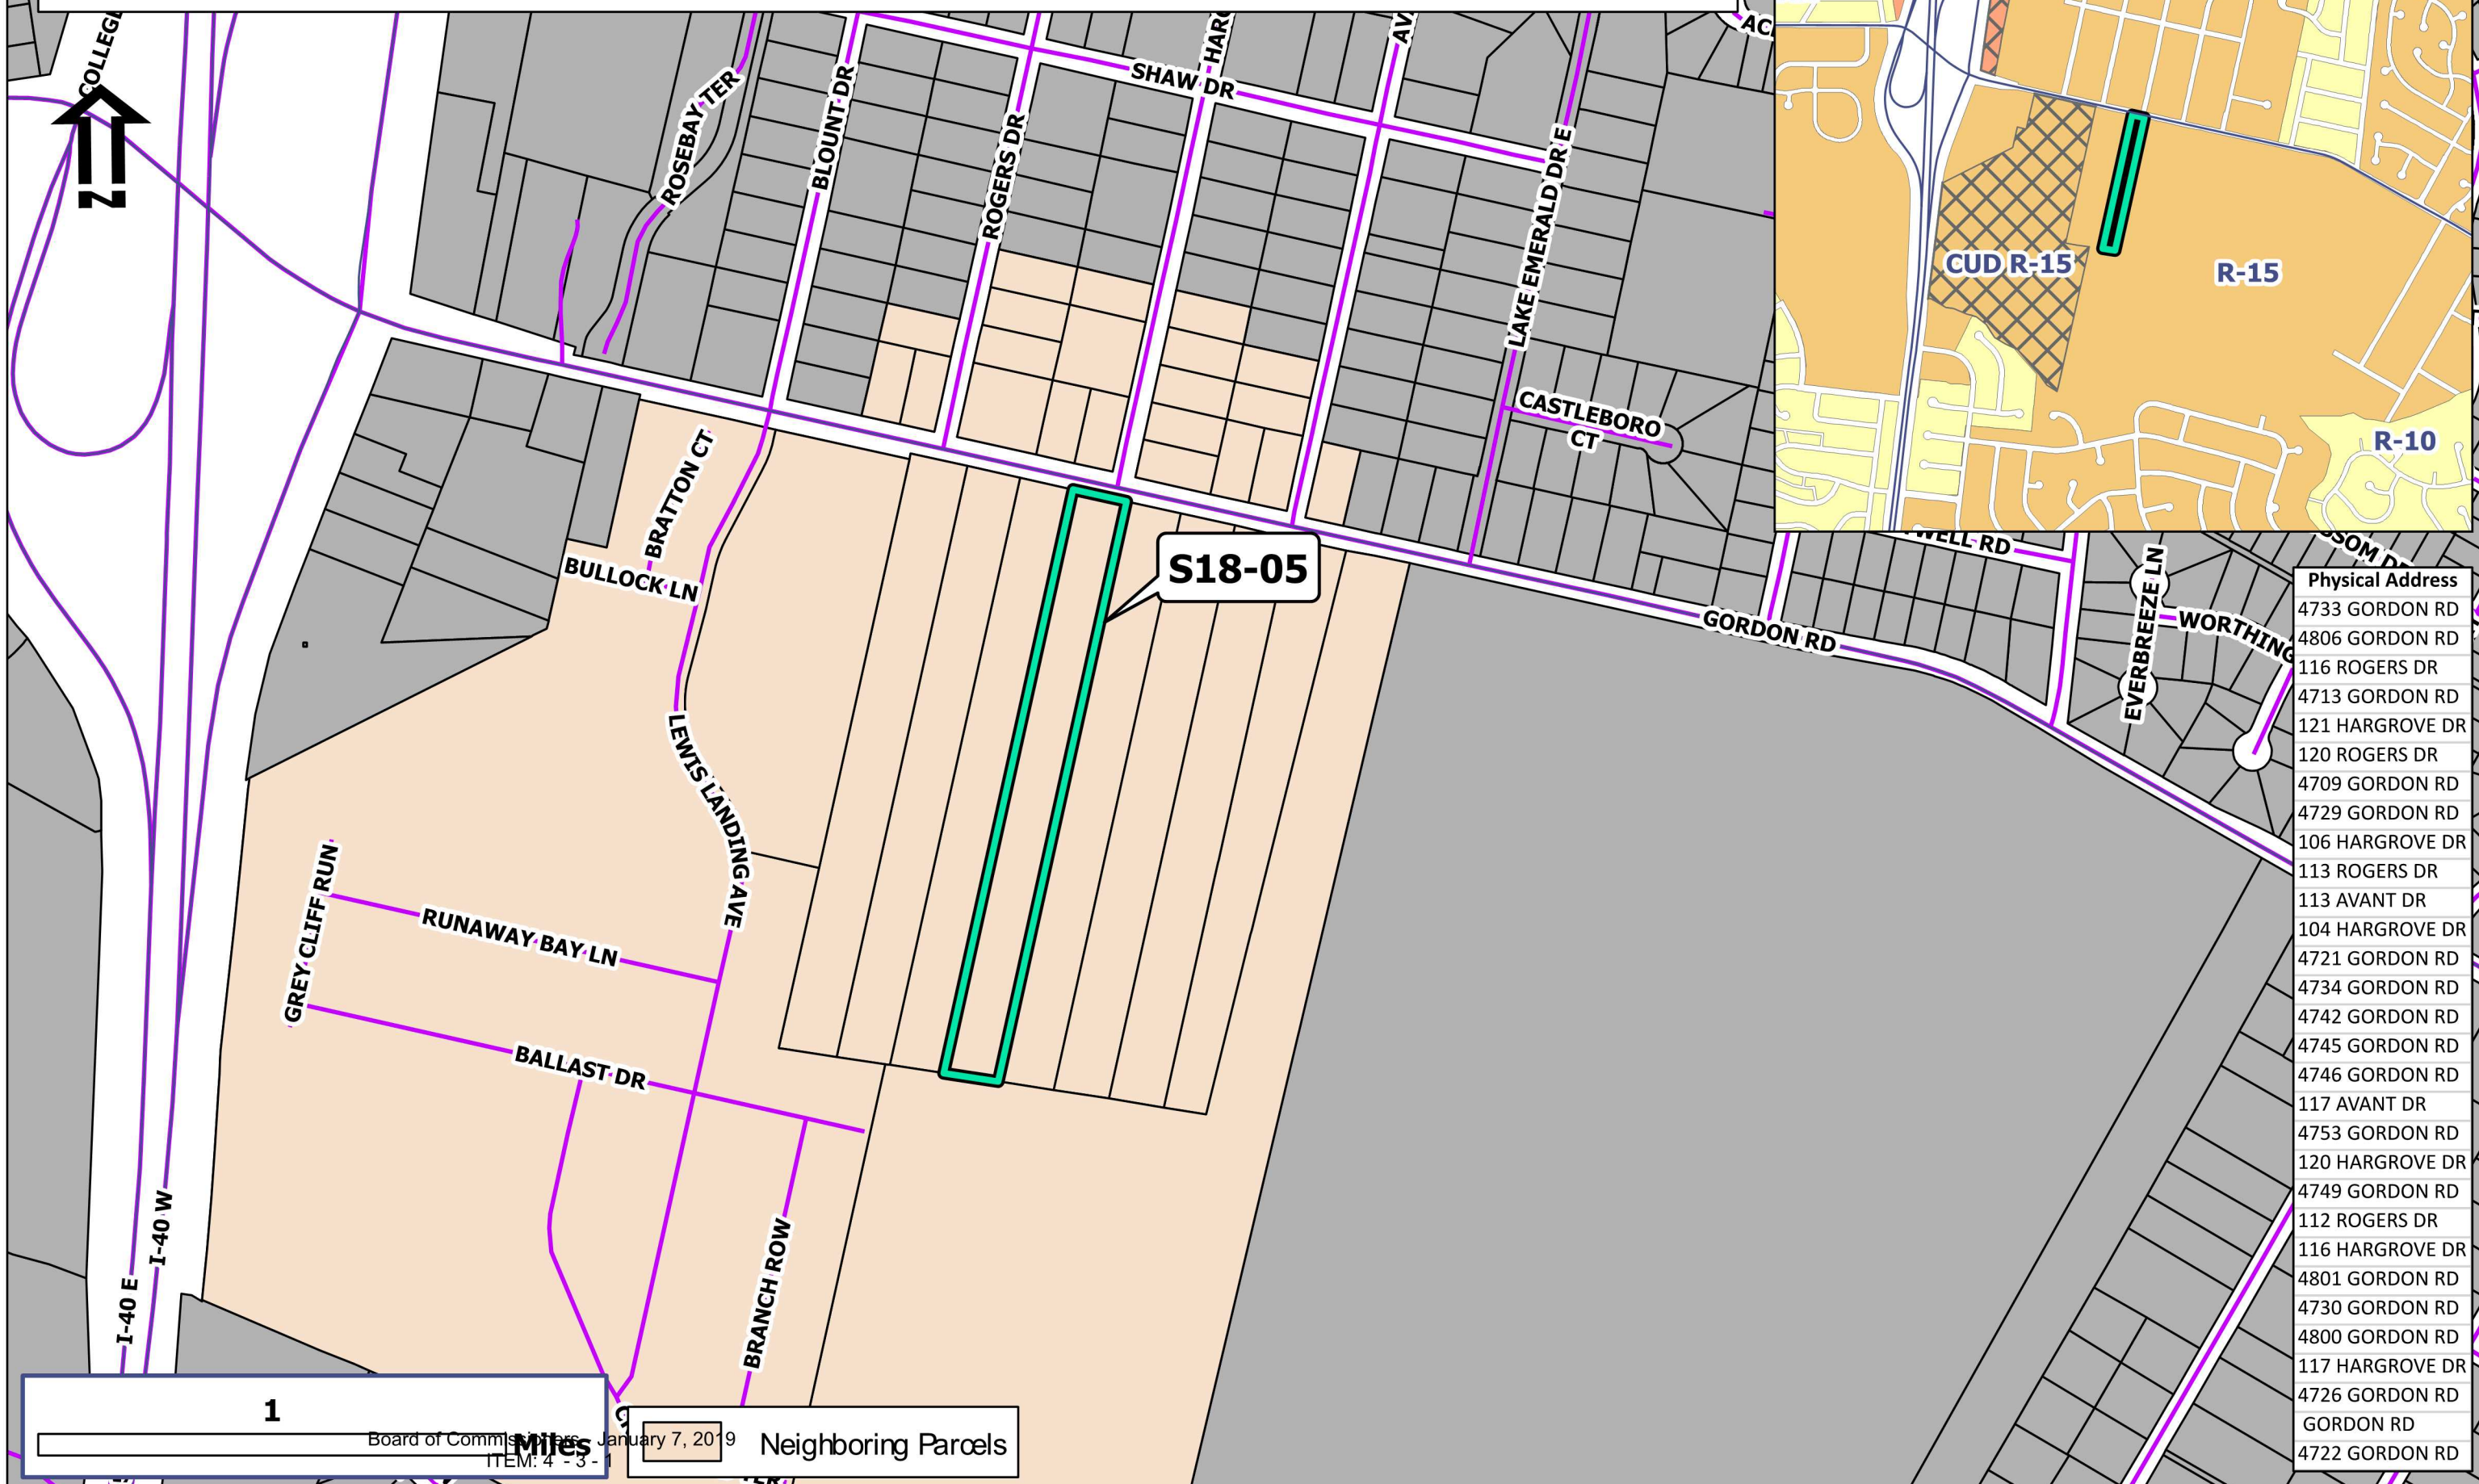 COLLEGE
N
ROSEBAY TER
BLOUNT DR
ROGERS DR
SHAW DR
LAKE EMERALD DR E
CASTLEBORO
CT
BRATTON CT
BULLOCK LN
S18-05
GORDON RD
EVERBREEZE LN
LEWIS LANDING AVE
GREY CLIFF RUN
RUNAWAY BAY LN
BALLAST DR
BRANCH ROW
I-40 W
I-40 E
CUD R-15
R-15
R-10
Physical Address
4733 GORDON RD
4806 GORDON RD
116 ROGERS DR
4713 GORDON RD
121 HARGROVE DR
120 ROGERS DR
4709 GORDON RD
4729 GORDON RD
106 HARGROVE DR
113 ROGERS DR
113 AVANT DR
104 HARGROVE DR
4721 GORDON RD
4734 GORDON RD
4742 GORDON RD
4745 GORDON RD
4746 GORDON RD
117 AVANT DR
4753 GORDON RD
120 HARGROVE DR
4749 GORDON RD
112 ROGERS DR
116 HARGROVE DR
4801 GORDON RD
4730 GORDON RD
4800 GORDON RD
117 HARGROVE DR
4726 GORDON RD
GORDON RD
4722 GORDON RD
1
Miles
Board of Commissioners - January 7, 2019
ITEM: 4 - 3 - 1
Neighboring Parcels